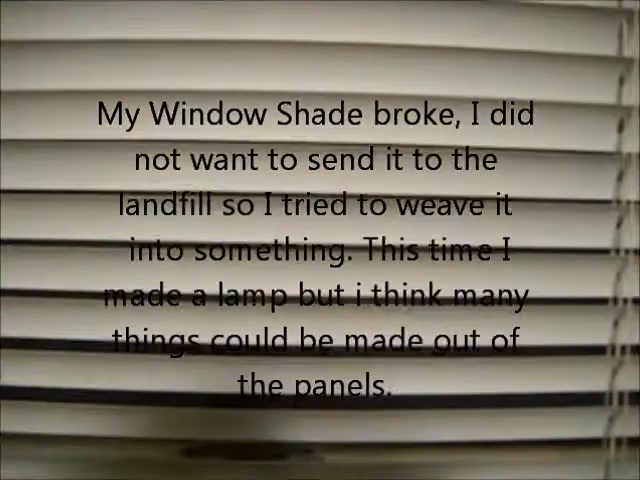 My Window Shade broke, I did
not want to send it to the
landfill so I tried to weave it
into something. This time I
made a lamp but i think many
things could be made out of
the panels.